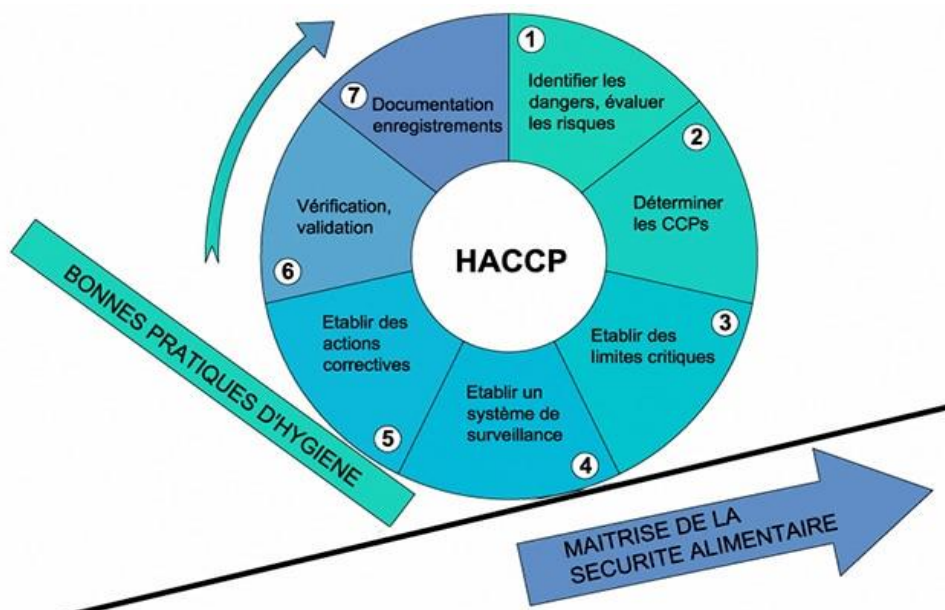 1
Identifier les
dangers, évaluer
les risques
2
Déterminer
les CCPs
3
Etablir des
limites critiques
4
Etablir un
système de
surveillance
5
Etablir des
actions
correctives
6
Vérification,
validation
7
Documentation
enregistrements
HACCP
BONNES PRATIQUES D'HYGIENE
MAITRISE DE LA
SECURITE ALIMENTAIRE